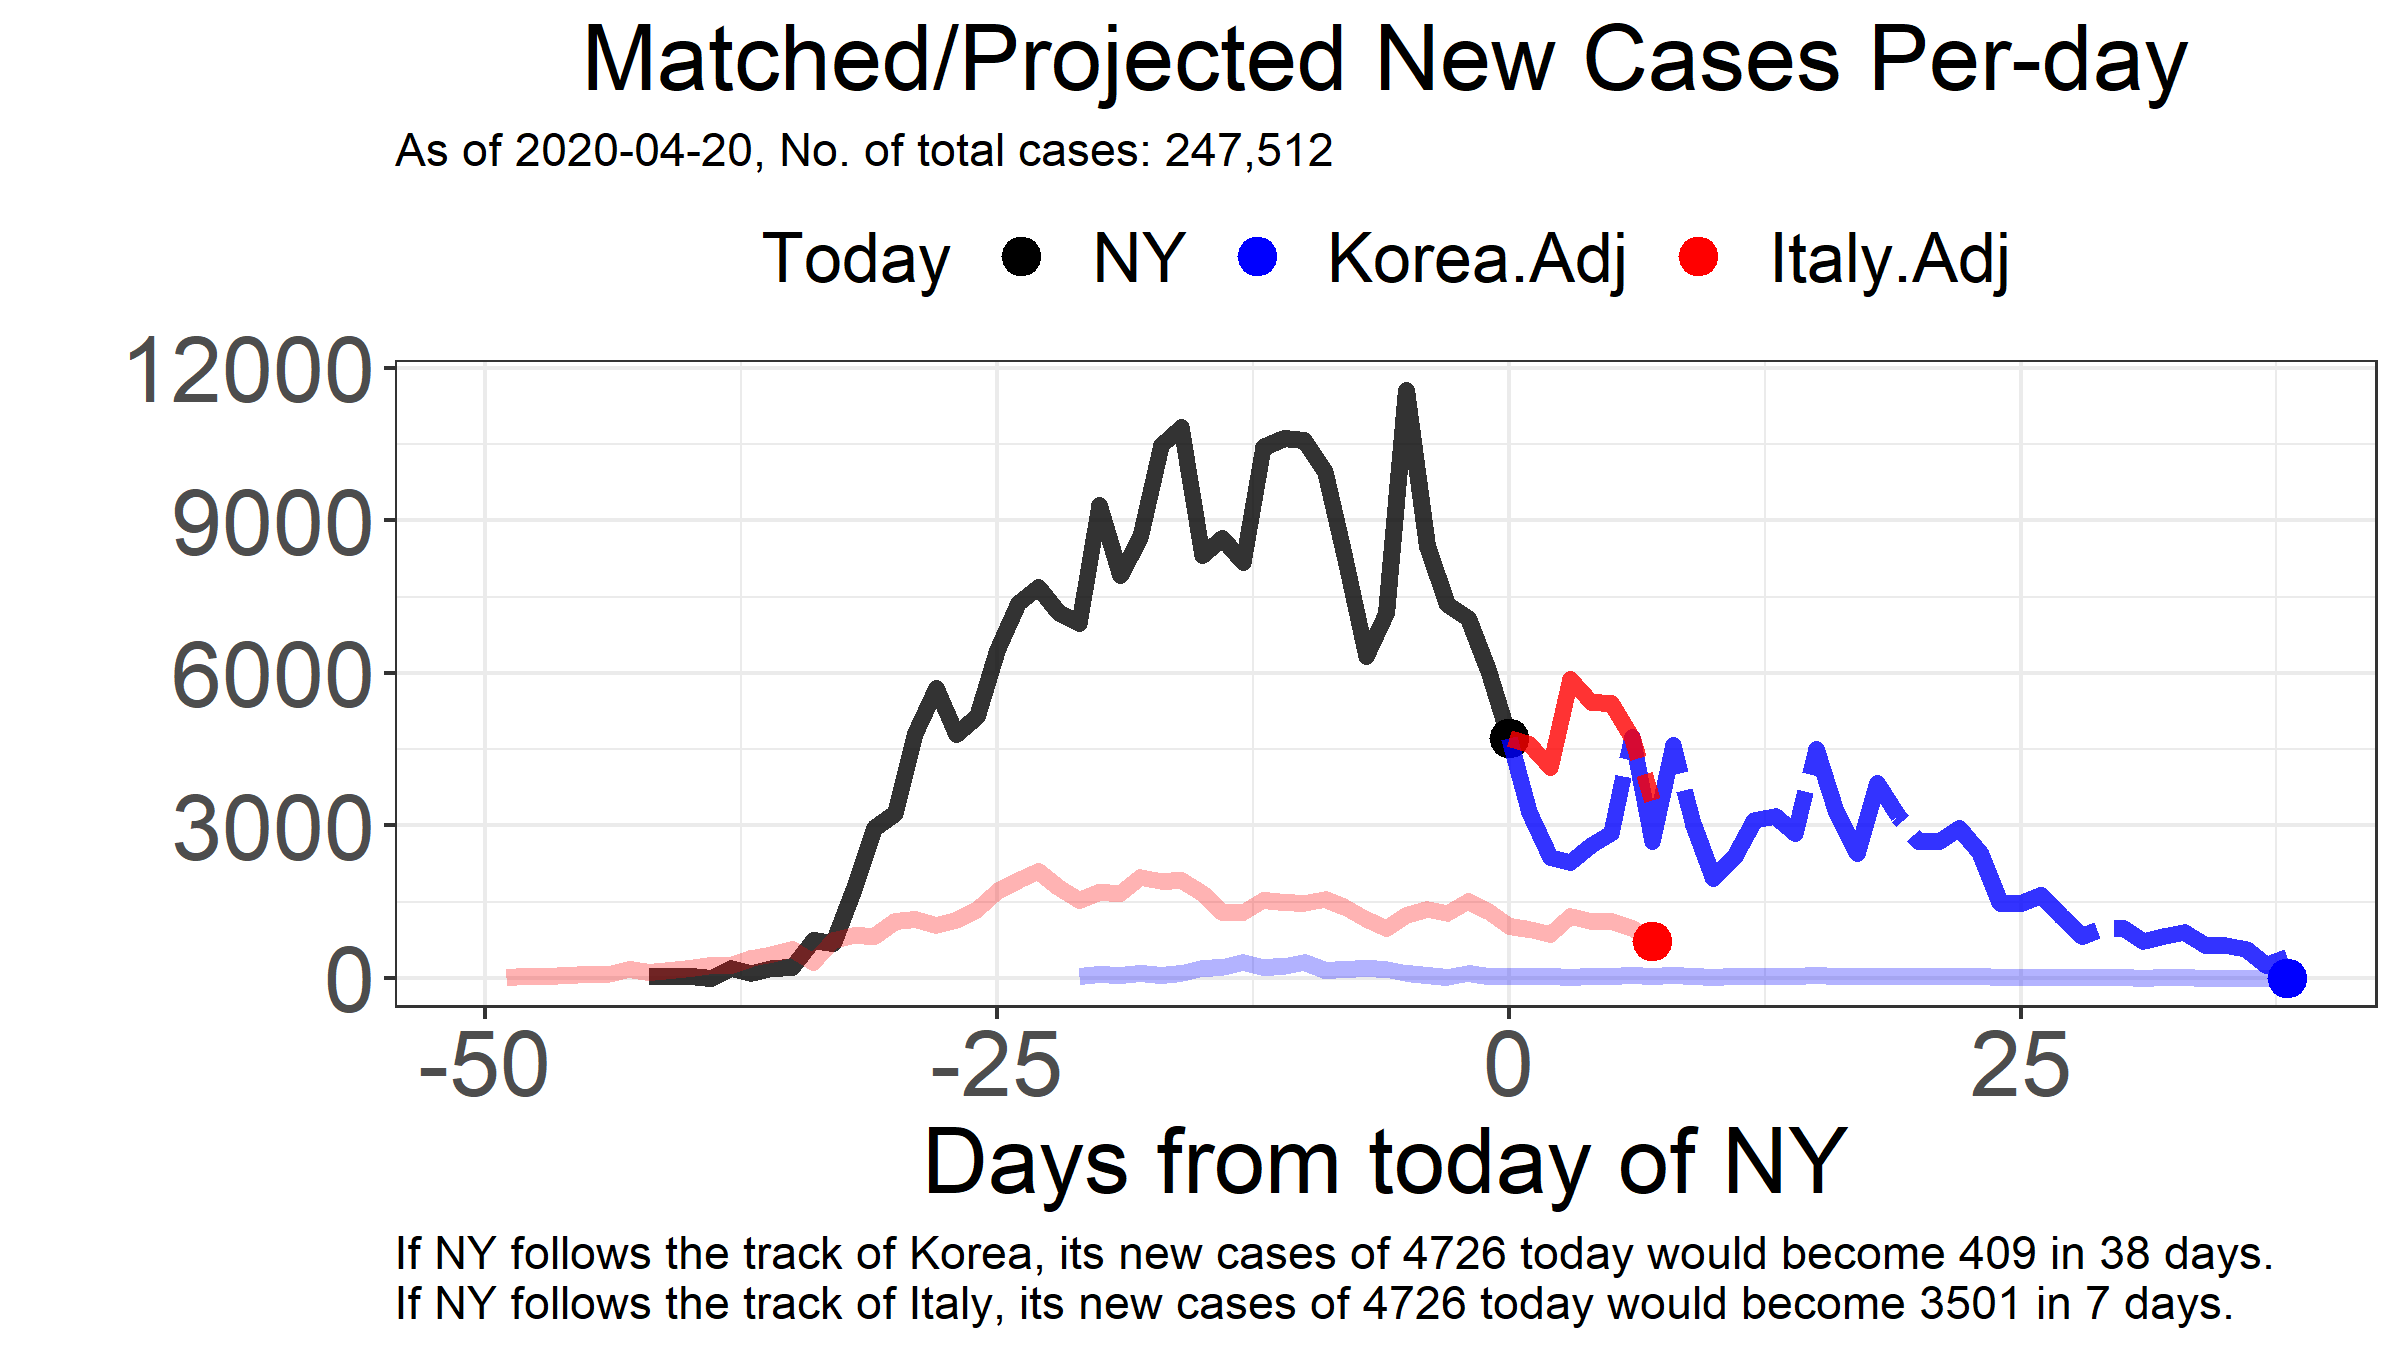 Matched/Projected New Cases Per-day
As of 2020-04-20, No. of total cases: 247,512
Today NY Korea.Adj Italy.Adj
12000
9000
6000
3000
0
-50 -25 0 25
Days from today of NY
If NY follows the track of Korea, its new cases of 4726 today would become 409 in 38 days.
If NY follows the track of Italy, its new cases of 4726 today would become 3501 in 7 days.